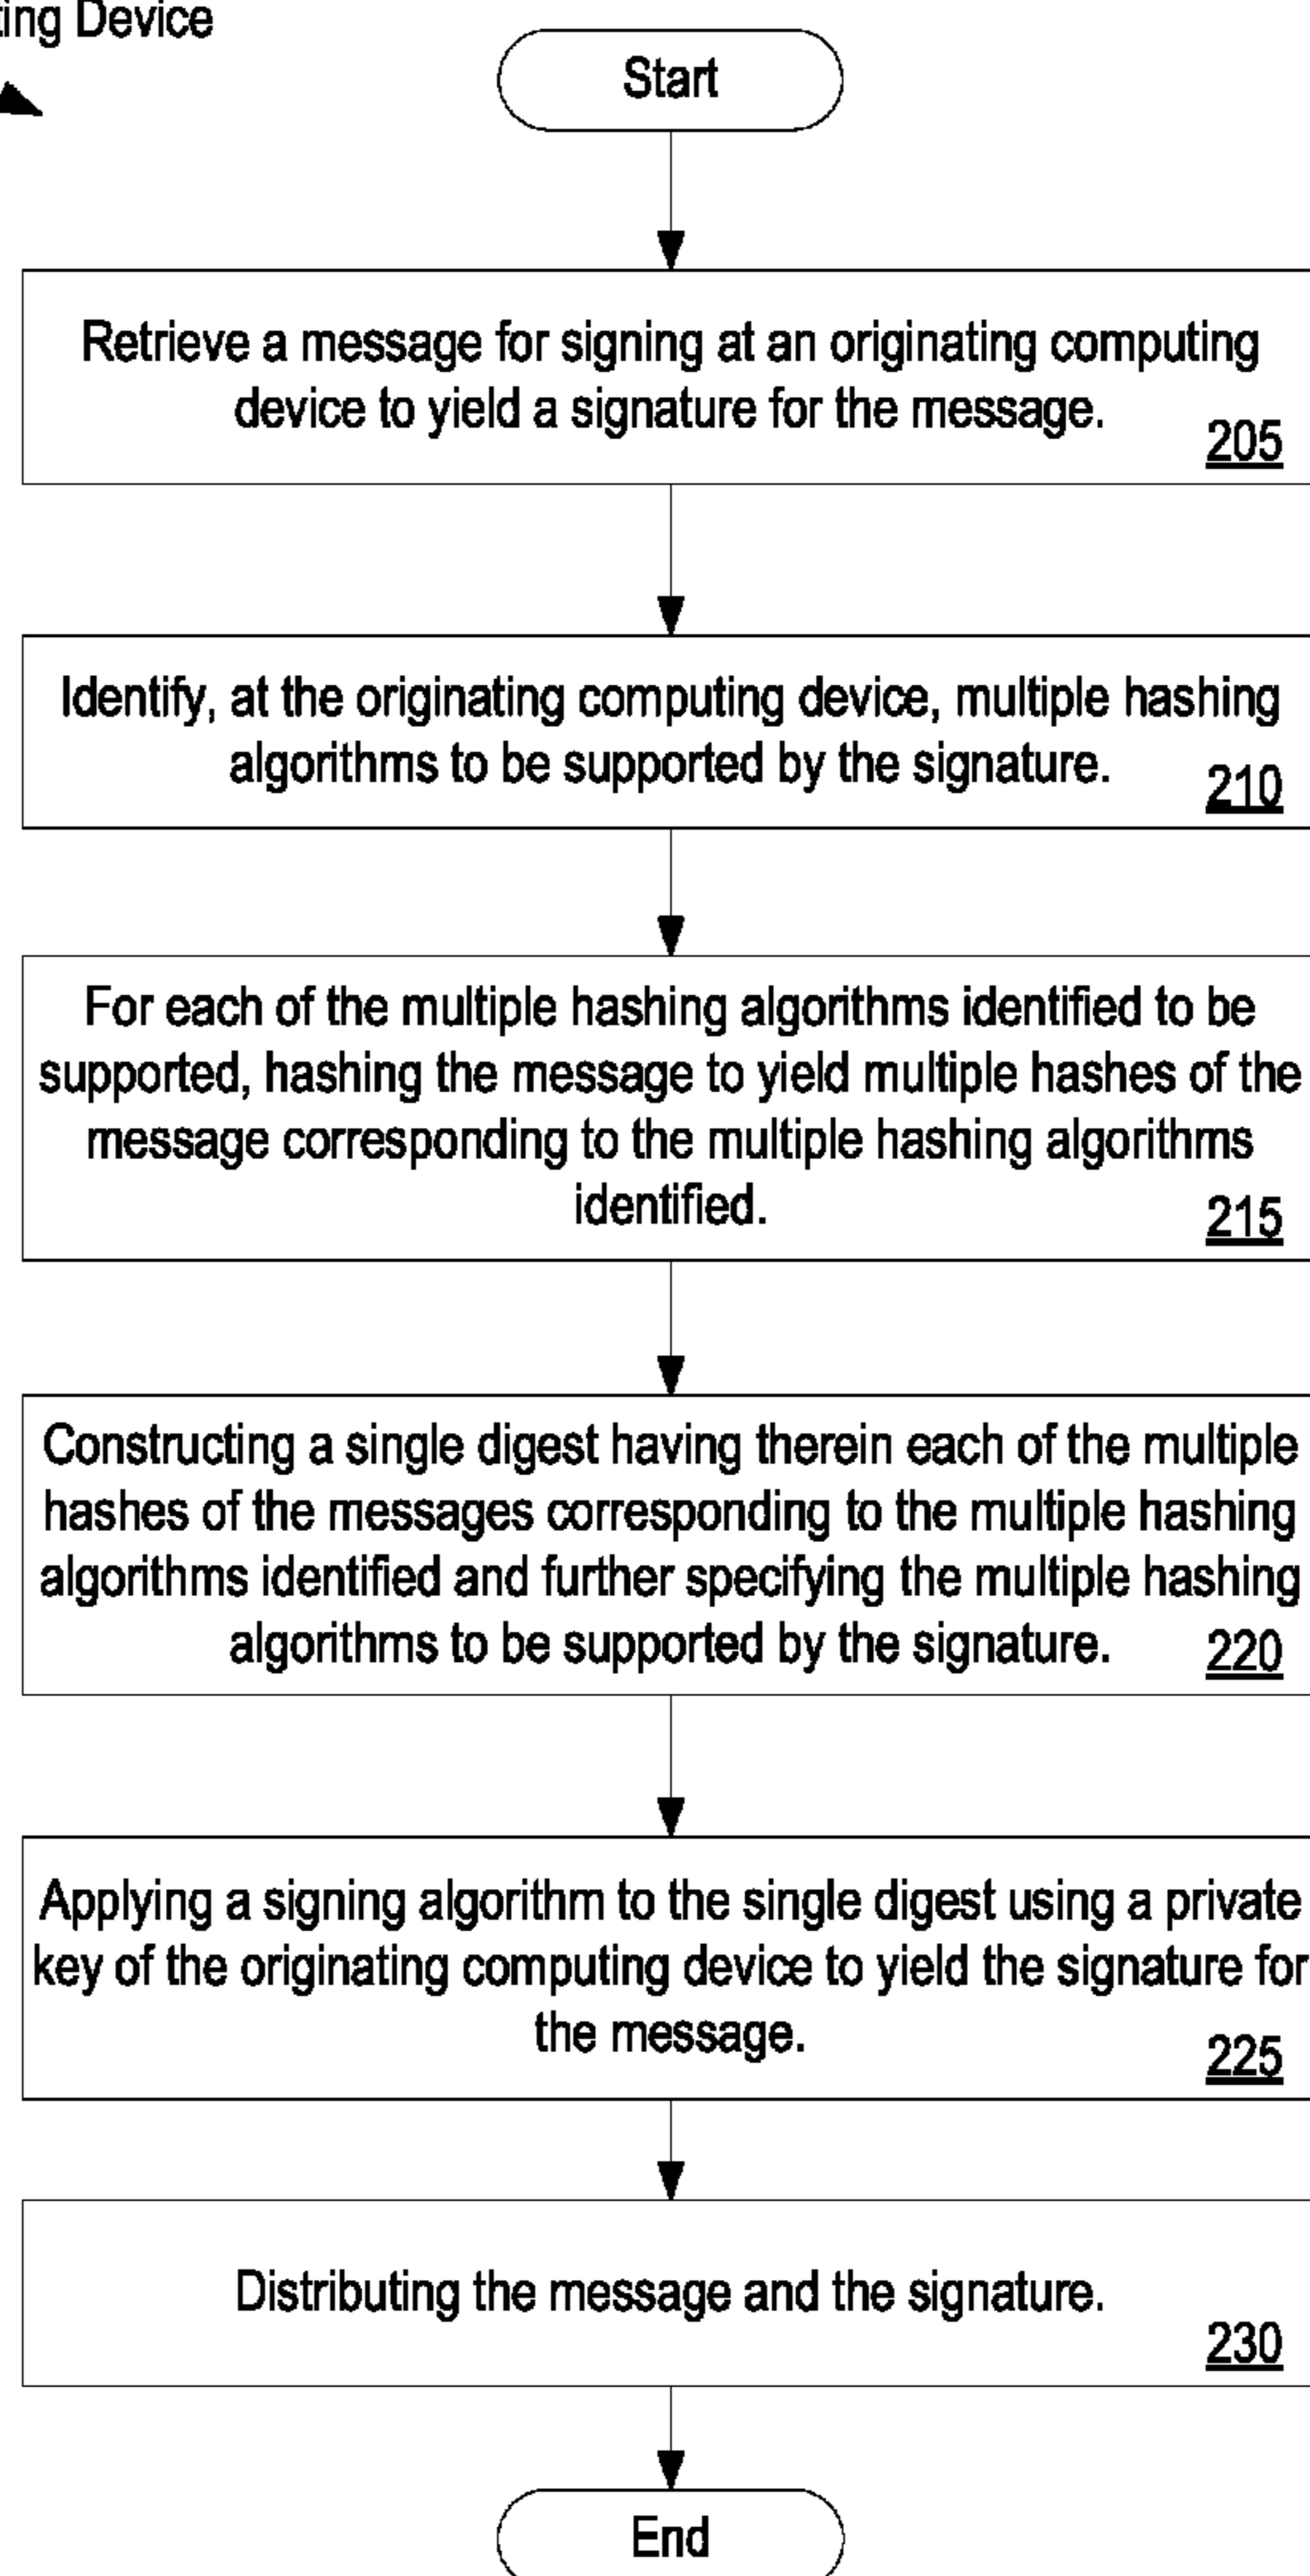 Device
Start
Retrieve a message for signing at an originating computing
device to yield a signature for the message.
205
Identify, at the originating computing device, multiple hashing
algorithms to be supported by the signature.
210
For each of the multiple hashing algorithms identified to be
supported, hashing the message to yield multiple hashes of the
message corresponding to the multiple hashing algorithms
identified.
215
Constructing a single digest having therein each of the multiple
hashes of the messages corresponding to the multiple hashing
algorithms identified and further specifying the multiple hashing
algorithms to be supported by the signature.
220
Applying a signing algorithm to the single digest using a private
key of the originating computing device to yield the signature for
the message.
225
Distributing the message and the signature.
230
End